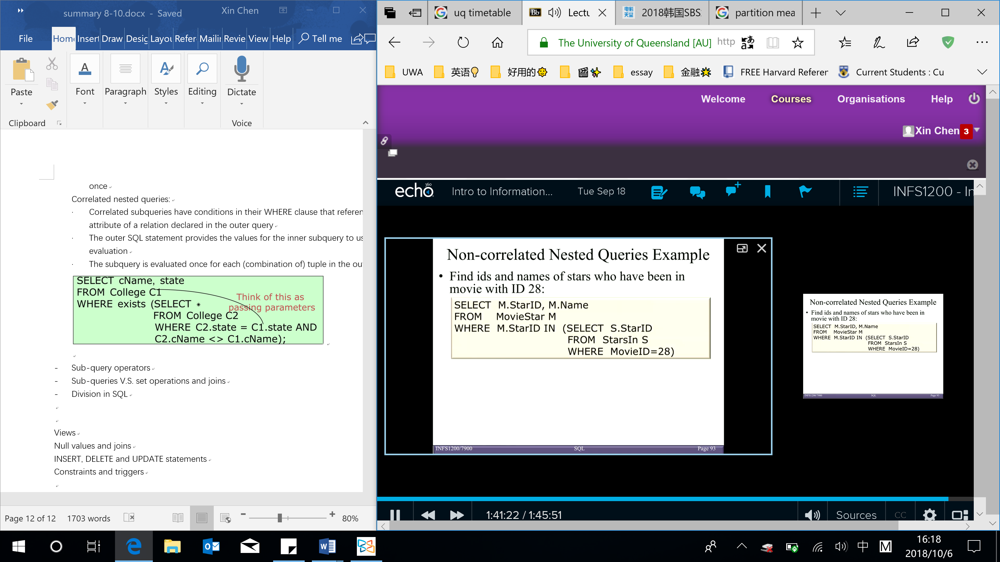 summary 8-10.docx - Saved
Xin Chen
File
Home
Insert
Draw
Layou
Refer
Mailin
Revie
View
Help
Tell me
Paste
Font
Paragraph
Styles
Editing
Dictate
Clipboard
Voice
once
Correlated nested queries:
· Correlated subqueries have conditions in their WHERE clause that referen
attribute of a relation declared in the outer query
· The outer SQL statement provides the values for the inner subquery to us
evaluation
· The subquery is evaluated once for each (combination of) tuple in the ou
SELECT cName, state
FROM College C1
WHERE exists (SELECT *
FROM College C2
WHERE C2.state = C1.state AND
C2.cName <> C1.cName);
Think of this as
passing parameters
- Sub-query operators
- Sub-queries V.S. set operations and joins
- Division in SQL
Views
Null values and joins
INSERT, DELETE and UPDATE statements
Constraints and triggers
Page 12 of 12
1703 words
80%
uq timetable
Bb
Lectu
电影天堂
2018韩国SBS
partition mea
The University of Queensland [AU]
http
UWA
英语
好用的
essay
金融
FREE Harvard Referen
Current Students : Cu
Welcome
Courses
Organisations
Help
Xin Chen 3
echo360
Intro to Information...
Tue Sep 18
INFS1200 - In
Non-correlated Nested Queries Example
• Find ids and names of stars who have been in
movie with ID 28:
SELECT M.StarID, M.Name
FROM MovieStar M
WHERE M.StarID IN (SELECT S.StarID
FROM StarsIn S
WHERE MovieID=28)
INFS1200/7900
SQL
Page 93
Non-correlated Nested Queries Example
• Find ids and names of stars who have been in
movie with ID 28:
SELECT M.StarID, M.Name
FROM MovieStar M
WHERE M.StarID IN (SELECT S.StarID
FROM StarsIn S
WHERE MovieID=28)
INFS1200/7900
SQL
Page 93
1:41:22 / 1:45:51
Sources
CC
中
M
16:18
2018/10/6